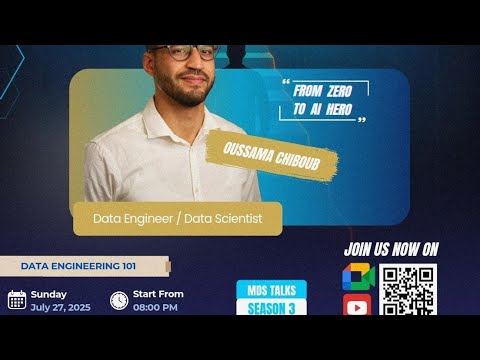 “ FROM ZERO
TO AI HERO „
OUSSAMA CHIBOUB
Data Engineer / Data Scientist
JOIN US NOW ON
DATA ENGINEERING 101
Sunday
July 27, 2025
Start From
08:00 PM
MDS TALKS
SEASON 3